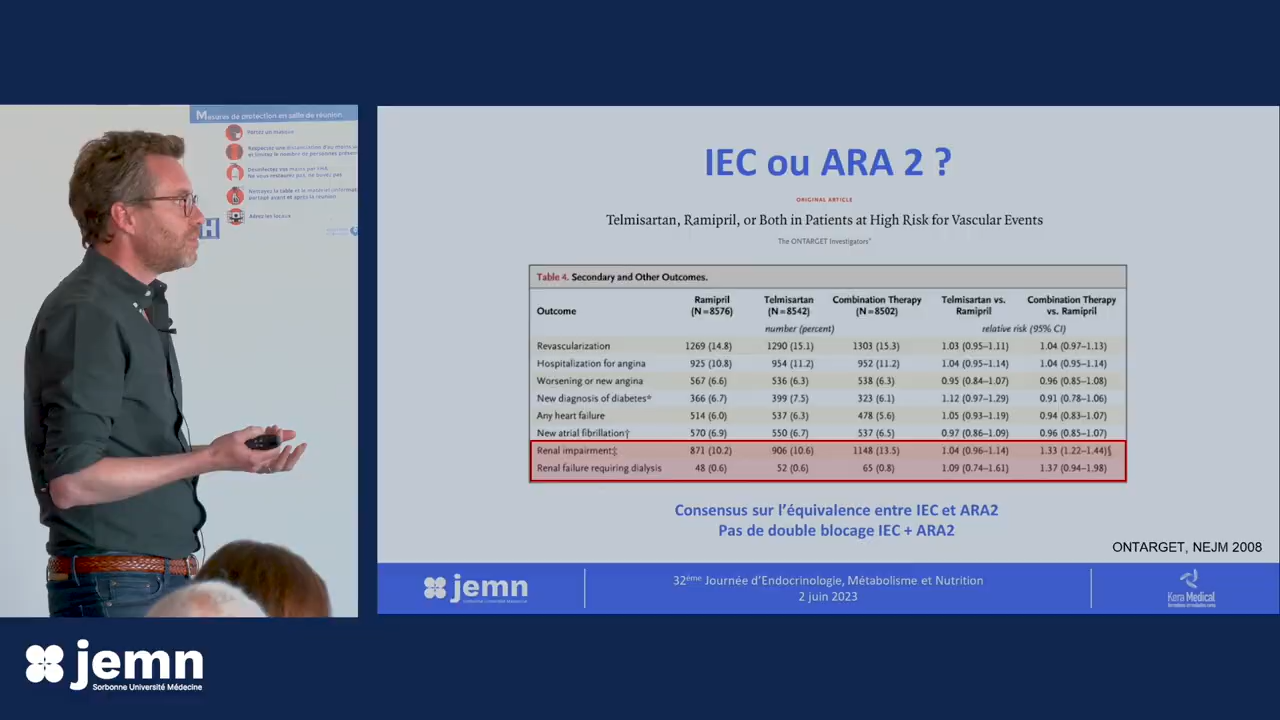 Mesures de protection en salle de réunion
Portez un masque
Aérez les locaux
H
IEC ou ARA 2 ?
ORIGINAL ARTICLE
Telmisartan, Ramipril, or Both in Patients at High Risk for Vascular Events
The ONTARGET Investigators*
Table 4. Secondary and Other Outcomes.
Outcome Ramipril (N=8576) Telmisartan (N=8542) Combination Therapy (N=8502) Telmisartan vs. Ramipril Combination Therapy vs. Ramipril
number (percent) relative risk (95% CI)
Revascularization 1269 (14.8) 1290 (15.1) 1303 (15.3) 1.03 (0.95–1.11) 1.04 (0.97–1.13)
Hospitalization for angina 925 (10.8) 954 (11.2) 952 (11.2) 1.04 (0.95–1.14) 1.04 (0.95–1.14)
Worsening or new angina 567 (6.6) 536 (6.3) 538 (6.3) 0.95 (0.84–1.07) 0.96 (0.85–1.08)
New diagnosis of diabetes* 366 (6.7) 399 (7.5) 323 (6.1) 1.12 (0.97–1.29) 0.91 (0.78–1.06)
Any heart failure 514 (6.0) 537 (6.3) 478 (5.6) 1.05 (0.93–1.19) 0.94 (0.83–1.07)
New atrial fibrillation† 570 (6.9) 550 (6.7) 537 (6.5) 0.97 (0.86–1.09) 0.96 (0.85–1.07)
Renal impairment‡ 871 (10.2) 906 (10.6) 1148 (13.5) 1.04 (0.96–1.14) 1.33 (1.22–1.44)§
Renal failure requiring dialysis 48 (0.6) 52 (0.6) 65 (0.8) 1.09 (0.74–1.61) 1.37 (0.94–1.98)
Consensus sur l'équivalence entre IEC et ARA2
Pas de double blocage IEC + ARA2
ONTARGET, NEJM 2008
jemn
Sorbonne Université Médecine
32ème Journée d'Endocrinologie, Métabolisme et Nutrition
2 juin 2023
Kera Medical
jemn
Sorbonne Université Médecine